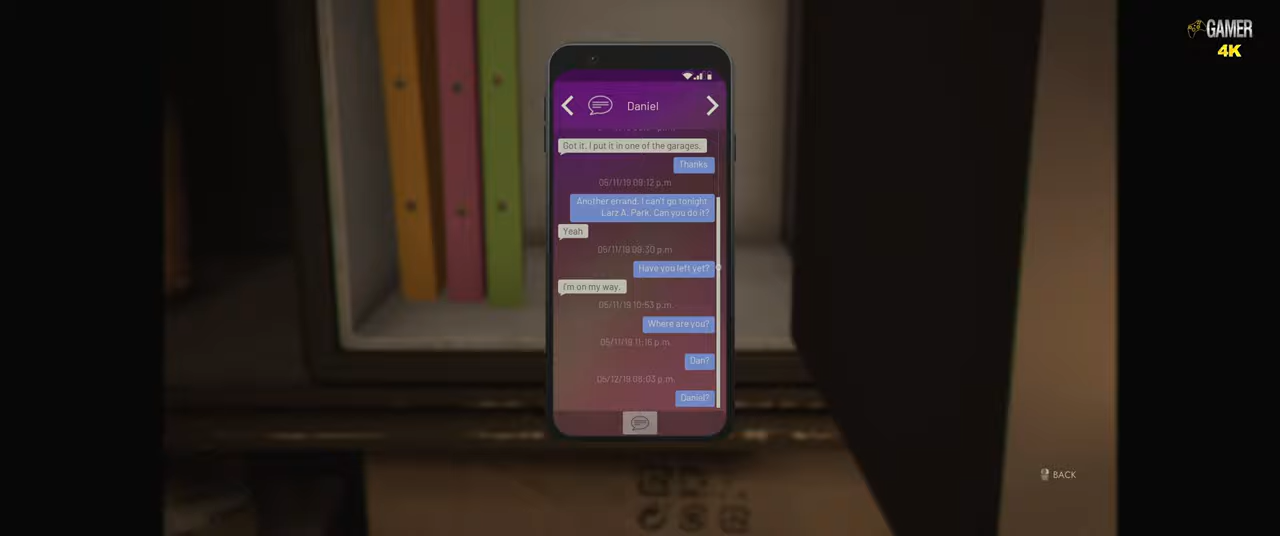 GAMER
4K
Daniel
Got it. I put it in one of the garages.
Thanks
05/11/19 09:12 p.m
Another errand. I can't go tonight
Larz A. Park. Can you do it?
Yeah
05/11/19 09:30 p.m
Have you left yet?
I'm on my way.
05/11/19 10:53 p.m.
Where are you?
05/11/19 11:16 p.m.
Dan?
05/12/19 08:03 p.m.
Daniel?
BACK